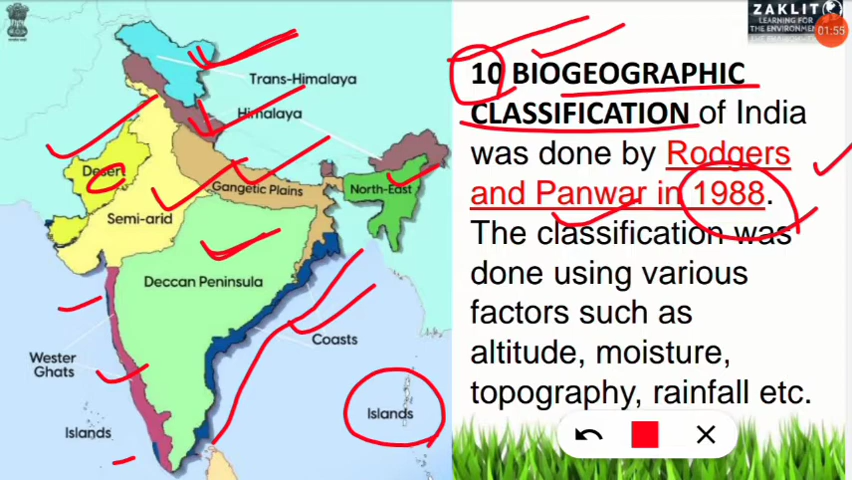 ZAKLIT
LEARNING FOR
01:55
Trans-Himalaya
Himalaya
Desert
Gangetic Plains
North-East
Semi-arid
Deccan Peninsula
Coasts
Wester
Ghats
Islands
Islands
10 BIOGEOGRAPHIC
CLASSIFICATION of India
was done by Rodgers
and Panwar in 1988.
The classification was
done using various
factors such as
altitude, moisture,
topography, rainfall etc.